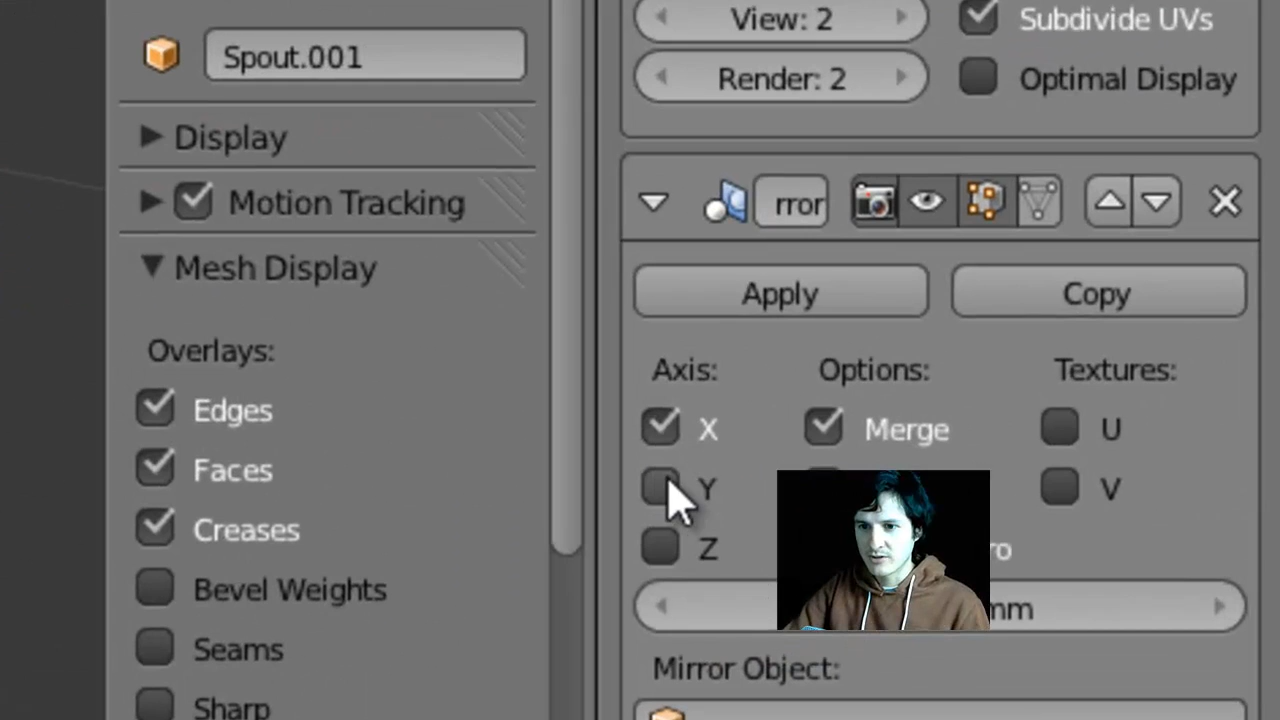 Spout.001
Display
Motion Tracking
Mesh Display
Overlays:
Edges
Faces
Creases
Bevel Weights
Seams
Sharp
View: 2
Subdivide UVs
Render: 2
Optimal Display
rror
Apply
Copy
Axis:
Options:
Textures:
X
Merge
U
Y
V
Z
ro
mm
Mirror Object: